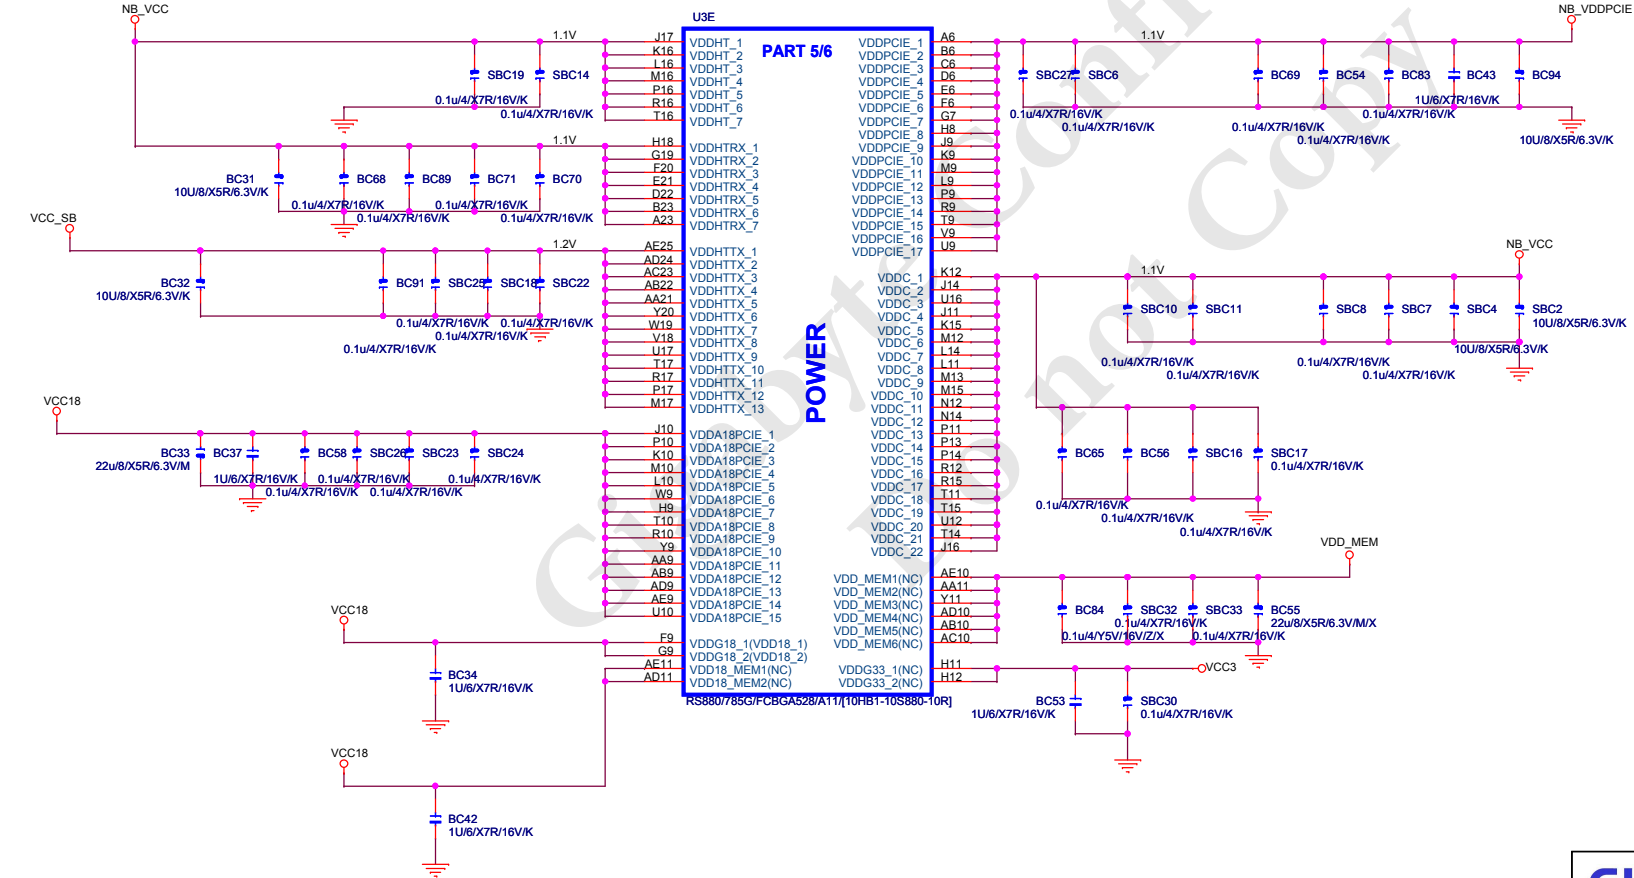 NB_VCC
U3E
NB_VDDPCIE
PART 5/6
POWER
1.1V
J17 VDDHT_1
K16 VDDHT_2
L16 VDDHT_3
M16 VDDHT_4
P16 VDDHT_5
R16 VDDHT_6
T16 VDDHT_7
SBC19
0.1u/4/X7R/16V/K
SBC14
0.1u/4/X7R/16V/K
1.1V
H18 VDDHTRX_1
G19 VDDHTRX_2
F20 VDDHTRX_3
E21 VDDHTRX_4
D22 VDDHTRX_5
B23 VDDHTRX_6
A23 VDDHTRX_7
BC31
10U/8/X5R/6.3V/K
BC68
0.1u/4/X7R/16V/K
BC89
0.1u/4/X7R/16V/K
BC71
0.1u/4/X7R/16V/K
BC70
0.1u/4/X7R/16V/K
VCC_SB
1.2V
AE25 VDDHTTX_1
AD24 VDDHTTX_2
AC23 VDDHTTX_3
AB22 VDDHTTX_4
AA21 VDDHTTX_5
Y20 VDDHTTX_6
W19 VDDHTTX_7
V18 VDDHTTX_8
U17 VDDHTTX_9
T17 VDDHTTX_10
R17 VDDHTTX_11
P17 VDDHTTX_12
M17 VDDHTTX_13
BC32
10U/8/X5R/6.3V/K
BC91
SBC25
SBC18
SBC22
0.1u/4/X7R/16V/K
0.1u/4/X7R/16V/K
0.1u/4/X7R/16V/K
0.1u/4/X7R/16V/K
VCC18
J10 VDDA18PCIE_1
P10 VDDA18PCIE_2
K10 VDDA18PCIE_3
M10 VDDA18PCIE_4
L10 VDDA18PCIE_5
W9 VDDA18PCIE_6
H9 VDDA18PCIE_7
T10 VDDA18PCIE_8
R10 VDDA18PCIE_9
Y9 VDDA18PCIE_10
AA9 VDDA18PCIE_11
AB9 VDDA18PCIE_12
AD9 VDDA18PCIE_13
AE9 VDDA18PCIE_14
U10 VDDA18PCIE_15
BC33
22u/8/X5R/6.3V/M
BC37
1U/6/X7R/16V/K
BC58
0.1u/4/X7R/16V/K
SBC26
0.1u/4/X7R/16V/K
SBC23
0.1u/4/X7R/16V/K
SBC24
0.1u/4/X7R/16V/K
VCC18
F9 VDDG18_1(VDD18_1)
G9 VDDG18_2(VDD18_2)
AE11 VDD18_MEM1(NC)
AD11 VDD18_MEM2(NC)
BC34
1U/6/X7R/16V/K
VCC18
BC42
1U/6/X7R/16V/K
RS880/785G/FCBGA528/A11/[10HB1-10S880-10R]
1.1V
VDDPCIE_1 A6
VDDPCIE_2 B6
VDDPCIE_3 C6
VDDPCIE_4 D6
VDDPCIE_5 E6
VDDPCIE_6 F6
VDDPCIE_7 G7
VDDPCIE_8 H8
VDDPCIE_9 J9
VDDPCIE_10 K9
VDDPCIE_11 M9
VDDPCIE_12 L9
VDDPCIE_13 P9
VDDPCIE_14 R9
VDDPCIE_15 T9
VDDPCIE_16 V9
VDDPCIE_17 U9
SBC27
0.1u/4/X7R/16V/K
SBC6
0.1u/4/X7R/16V/K
BC69
0.1u/4/X7R/16V/K
BC54
0.1u/4/X7R/16V/K
BC83
BC43
1U/6/X7R/16V/K
BC94
10U/8/X5R/6.3V/K
NB_VCC
1.1V
VDDC_1 K12
VDDC_2 J14
VDDC_3 U16
VDDC_4 J11
VDDC_5 K15
VDDC_6 M12
VDDC_7 L14
VDDC_8 L11
VDDC_9 M13
VDDC_10 M15
VDDC_11 N12
VDDC_12 N14
VDDC_13 P11
VDDC_14 P13
VDDC_15 P14
VDDC_16 R12
VDDC_17 R15
VDDC_18 T11
VDDC_19 T15
VDDC_20 U12
VDDC_21 T14
VDDC_22 J16
SBC10
0.1u/4/X7R/16V/K
SBC11
0.1u/4/X7R/16V/K
SBC8
0.1u/4/X7R/16V/K
SBC7
0.1u/4/X7R/16V/K
SBC4
10U/8/X5R/6.3V/K
SBC2
10U/8/X5R/6.3V/K
BC65
0.1u/4/X7R/16V/K
BC56
0.1u/4/X7R/16V/K
SBC16
0.1u/4/X7R/16V/K
SBC17
0.1u/4/X7R/16V/K
VDD_MEM
VDD_MEM1(NC) AE10
VDD_MEM2(NC) AA11
VDD_MEM3(NC) Y11
VDD_MEM4(NC) AD10
VDD_MEM5(NC) AB10
VDD_MEM6(NC) AC10
BC84
0.1u/4/Y5V/16V/Z/X
SBC32
0.1u/4/X7R/16V/K
SBC33
0.1u/4/X7R/16V/K
BC55
22u/8/X5R/6.3V/M/X
VDDG33_1(NC) H11
VDDG33_2(NC) H12
VCC3
BC53
1U/6/X7R/16V/K
SBC30
0.1u/4/X7R/16V/K
Do not Copy